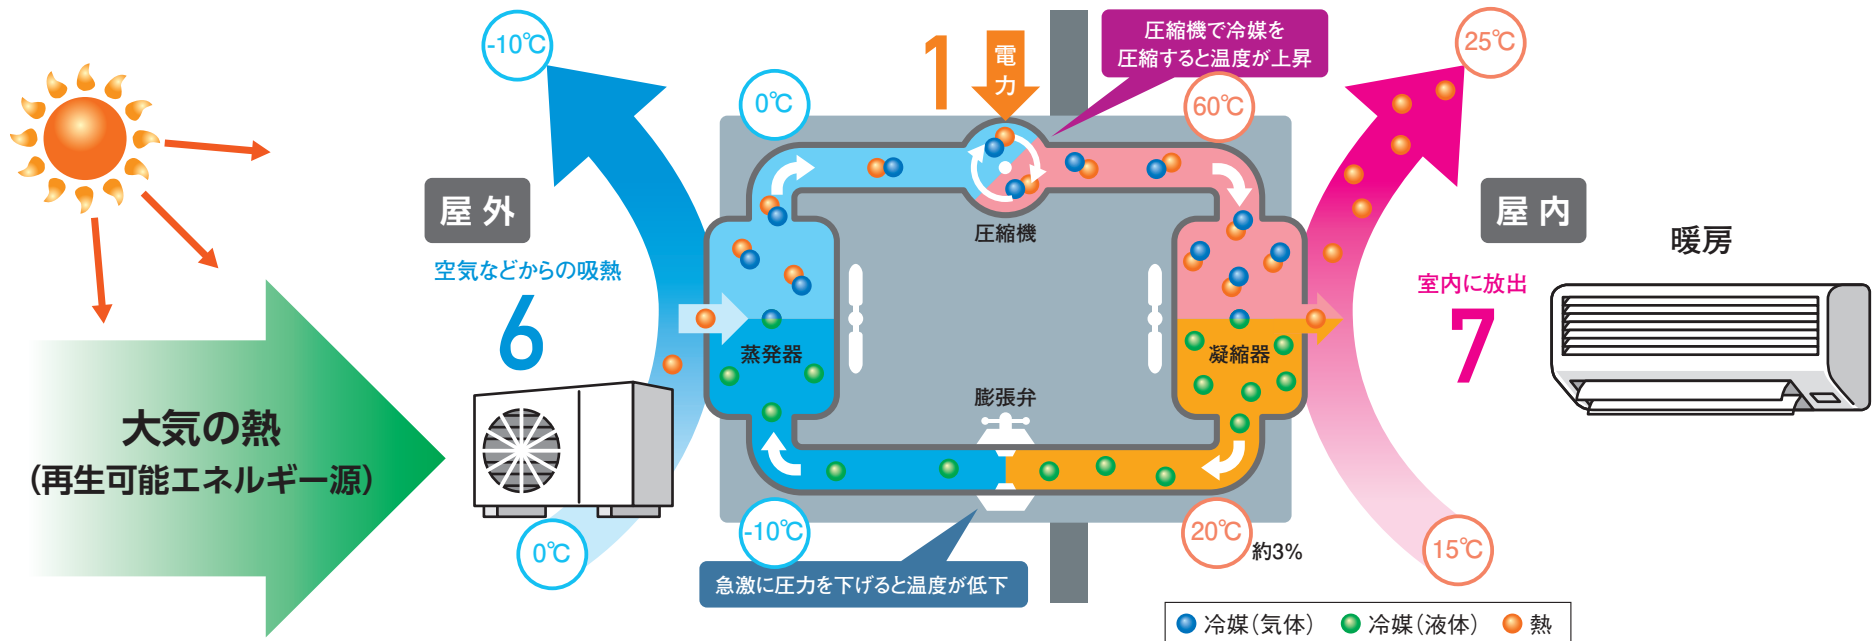 -10℃
0℃
1
電力
圧縮機で冷媒を
圧縮すると温度が上昇
60℃
25℃
屋外
空気などからの吸熱
6
圧縮機
屋内
暖房
室内に放出
7
蒸発器
凝縮器
膨張弁
大気の熱
(再生可能エネルギー源)
0℃
-10℃
20℃
約3%
15℃
急激に圧力を下げると温度が低下
冷媒(気体) 冷媒(液体) 熱